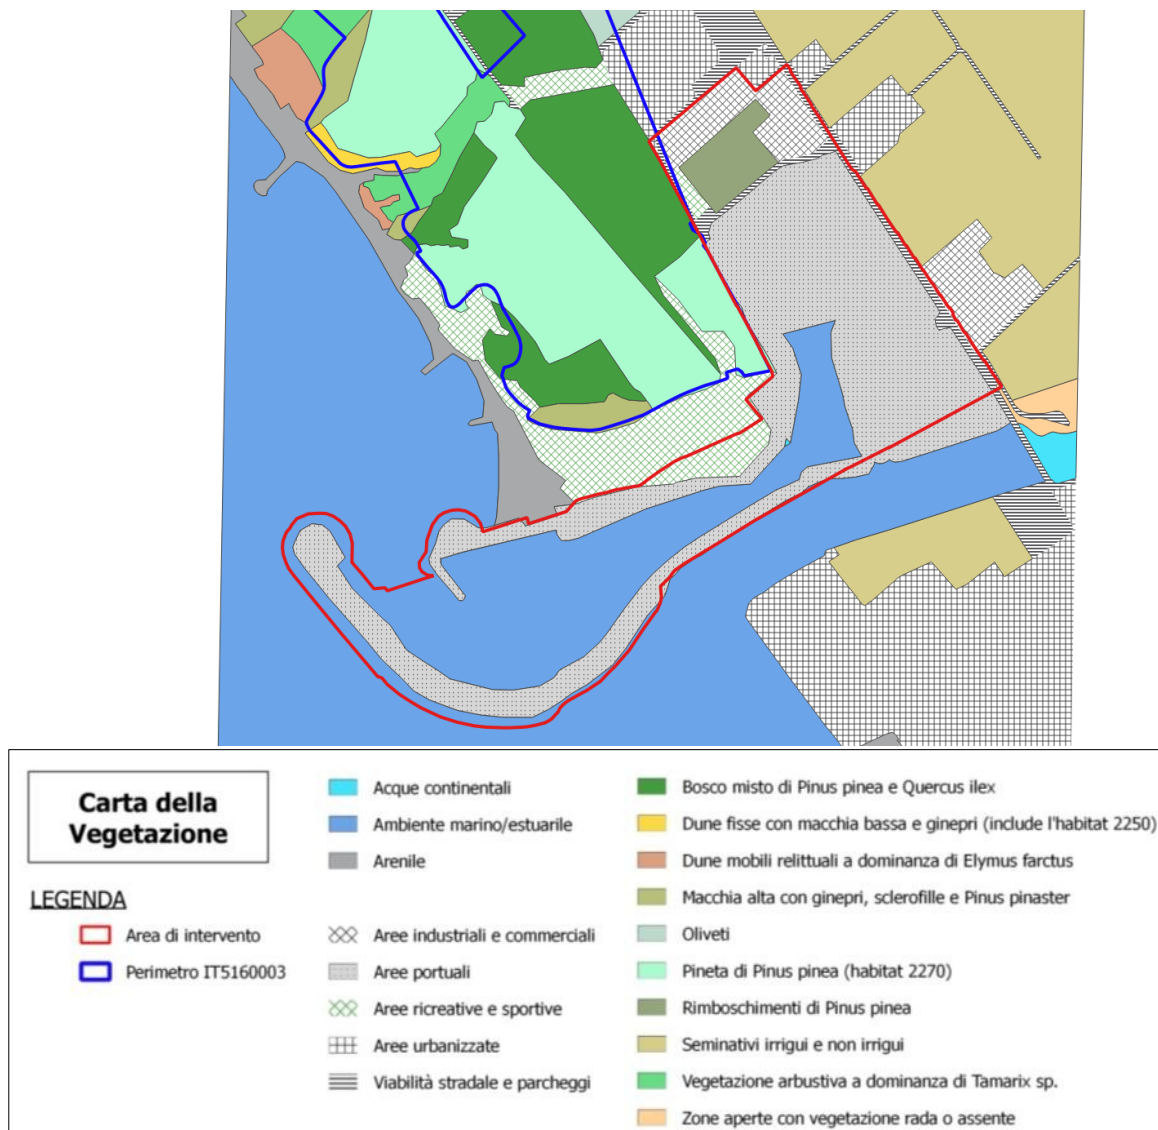 Carta della
Vegetazione
LEGENDA
Area di intervento
Perimetro IT5160003
Acque continentali
Ambiente marino/estuarile
Arenile
Aree industriali e commerciali
Aree portuali
Aree ricreative e sportive
Aree urbanizzate
Viabilità stradale e parcheggi
Bosco misto di Pinus pinea e Quercus ilex
Dune fisse con macchia bassa e ginepri (include l'habitat 2250)
Dune mobili relittuali a dominanza di Elymus farctus
Macchia alta con ginepri, sclerofille e Pinus pinaster
Oliveti
Pineta di Pinus pinea (habitat 2270)
Rimboschimenti di Pinus pinea
Seminativi irrigui e non irrigui
Vegetazione arbustiva a dominanza di Tamarix sp.
Zone aperte con vegetazione rada o assente